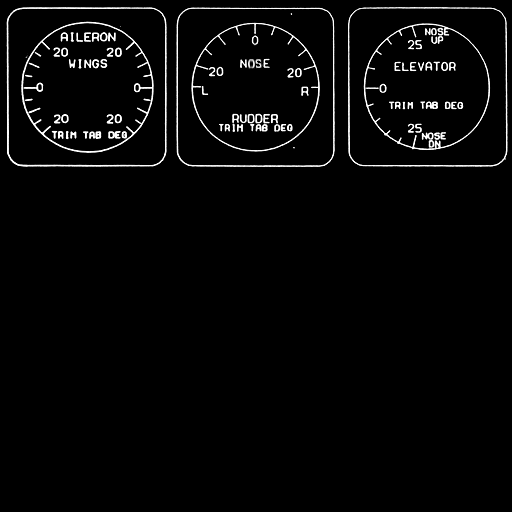 AILERON
20 20
WINGS
0 0
20 20
TRIM TAB DEG
0
NOSE
20 20
L R
RUDDER
TRIM TAB DEG
NOSE
UP
25
ELEVATOR
0
TRIM TAB DEG
25
NOSE
DN